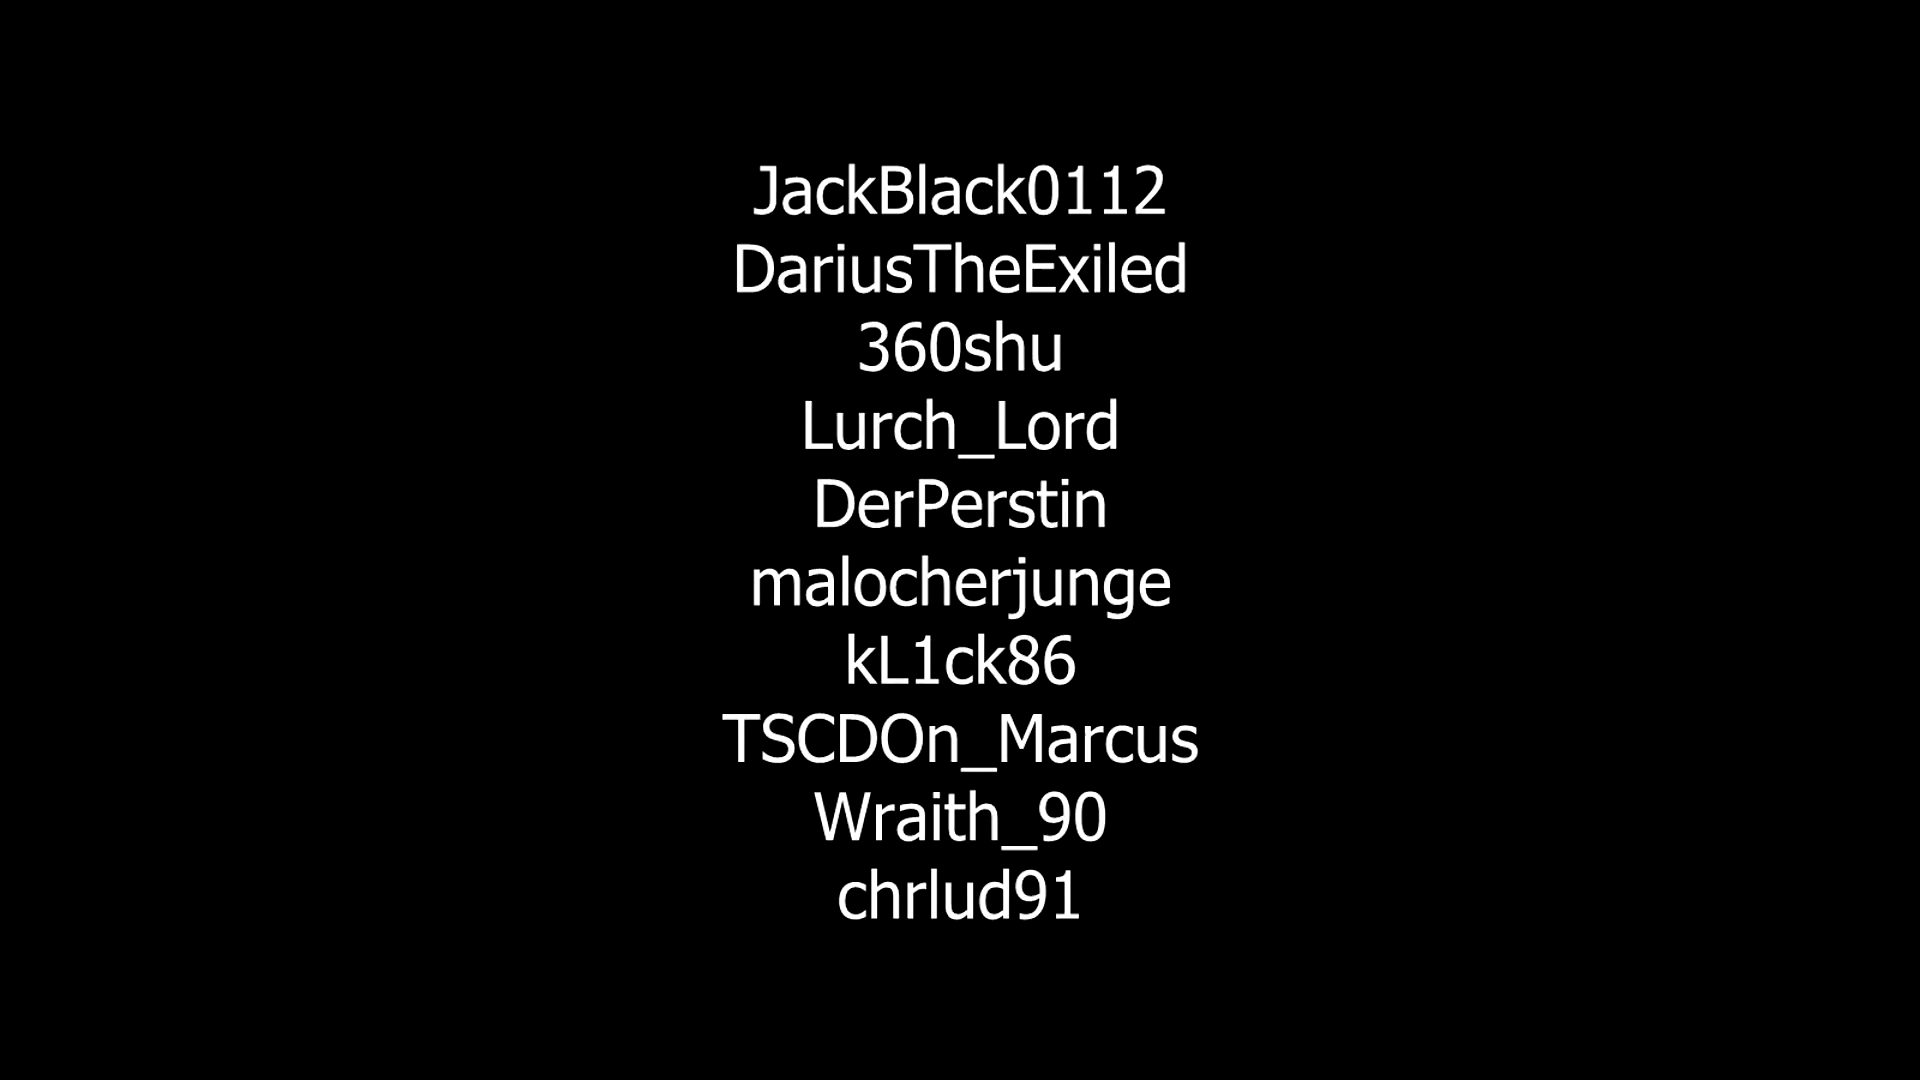 JackBlack0112
DariusTheExiled
360shu
Lurch_Lord
DerPerstin
malocherjunge
kL1ck86
TSCDOn_Marcus
Wraith_90
chrlud91